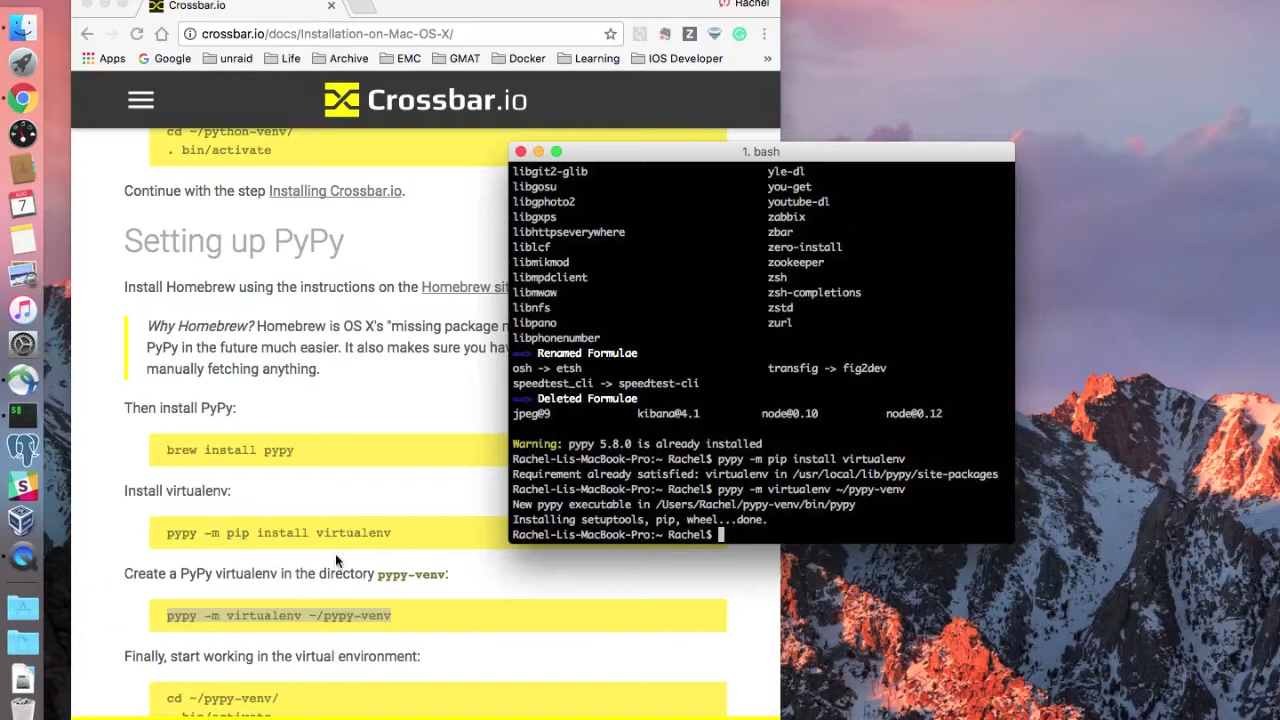 Crossbar.io
Rachel
crossbar.io/docs/Installation-on-Mac-OS-X/
Apps Google unraid Life Archive EMC GMAT Docker Learning IOS Developer »
Crossbar.io
cd ~/python-venv/
. bin/activate
Continue with the step Installing Crossbar.io.
Setting up PyPy
Install Homebrew using the instructions on the Homebrew si
Why Homebrew? Homebrew is OS X's "missing package
PyPy in the future much easier. It also makes sure you hav
manually fetching anything.
Then install PyPy:
brew install pypy
Install virtualenv:
pypy -m pip install virtualenv
Create a PyPy virtualenv in the directory pypy-venv:
pypy -m virtualenv ~/pypy-venv
Finally, start working in the virtual environment:
cd ~/pypy-venv/
. bin/activate
1. bash
libgit2-glib yle-dl
libgosu you-get
libgphoto2 youtube-dl
libgxps zabbix
libhttpseverywhere zbar
liblcf zero-install
libmikmod zookeeper
libmpdclient zsh
libmwaw zsh-completions
libnfs zstd
libpano zurl
libphonenumber
==> Renamed Formulae
osh -> etsh transfig -> fig2dev
speedtest_cli -> speedtest-cli
==> Deleted Formulae
jpeg@9 kibana@4.1 node@0.10 node@0.12
Warning: pypy 5.8.0 is already installed
Rachel-Lis-MacBook-Pro:~ Rachel$ pypy -m pip install virtualenv
Requirement already satisfied: virtualenv in /usr/local/lib/pypy/site-packages
Rachel-Lis-MacBook-Pro:~ Rachel$ pypy -m virtualenv ~/pypy-venv
New pypy executable in /Users/Rachel/pypy-venv/bin/pypy
Installing setuptools, pip, wheel...done.
Rachel-Lis-MacBook-Pro:~ Rachel$
AUG
7